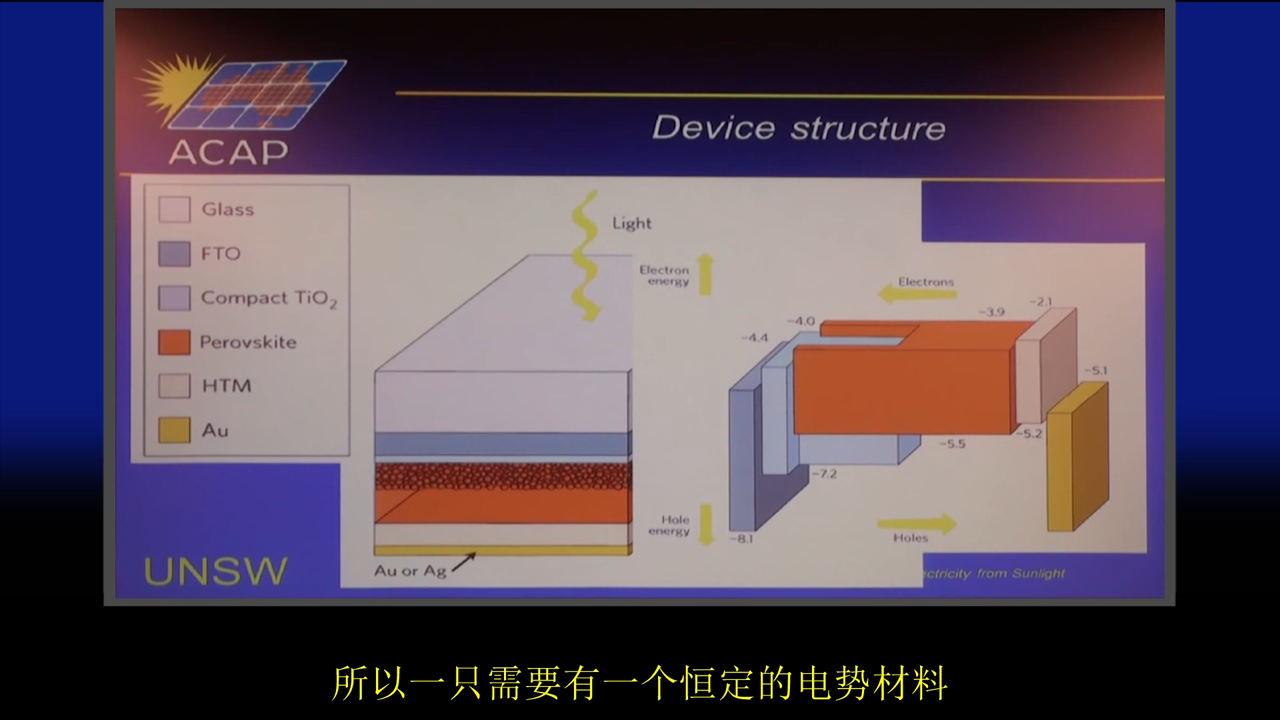 ACAP
Device structure
Glass
FTO
Compact TiO₂
Perovskite
HTM
Au
Light
Electron
energy
Electrons
-2.1
-3.9
-4.0
-4.4
-5.1
-5.2
-5.5
-7.2
Hole
energy
-8.1
Holes
Au or Ag
UNSW
ectricity from Sunlight
所以一只需要有一个恒定的电势材料